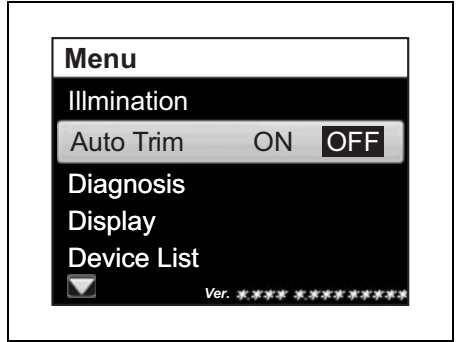 Menu
Illmination
Auto Trim ON OFF
Diagnosis
Display
Device List
Ver. *.*** *.*********